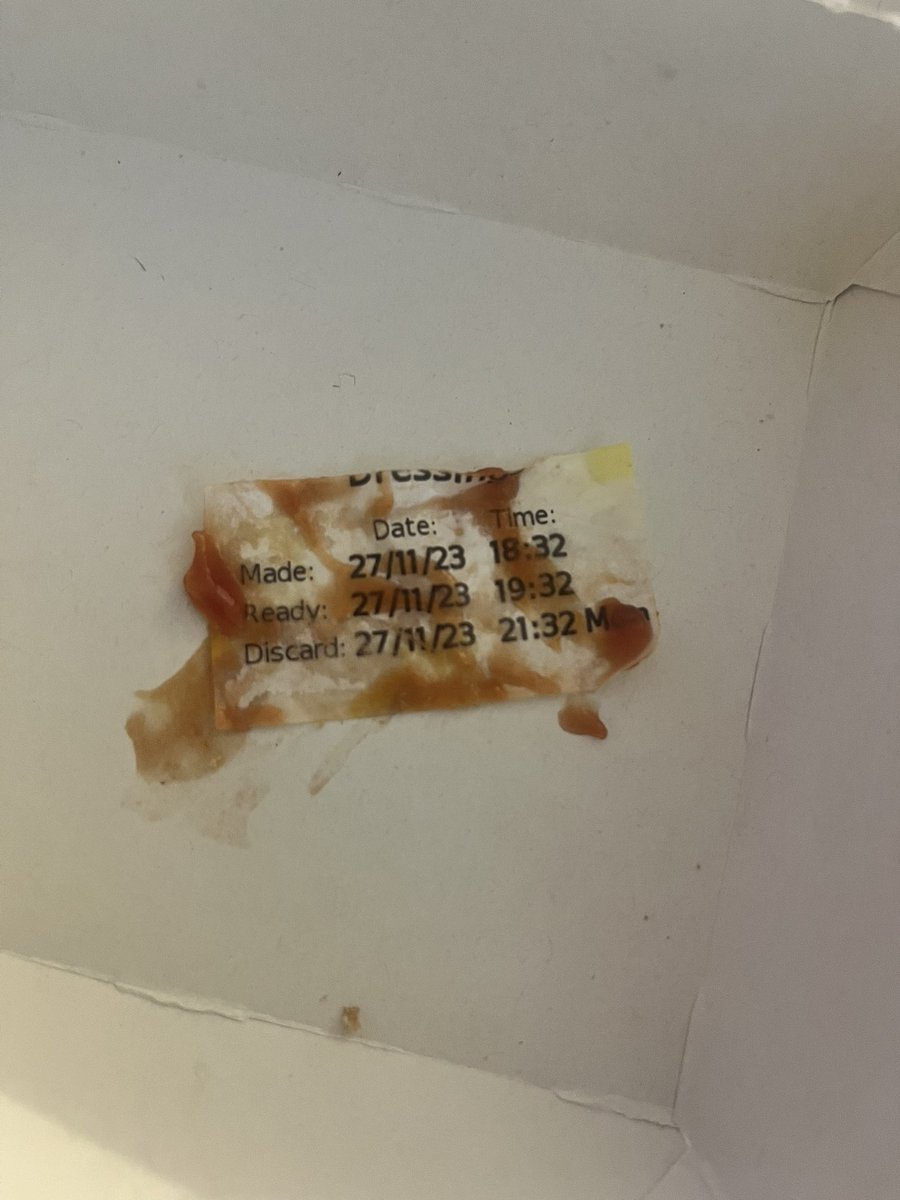 Date: Time:
Made: 27/11/23 18:32
Ready: 27/11/23 19:32
Discard: 27/11/23 21:32